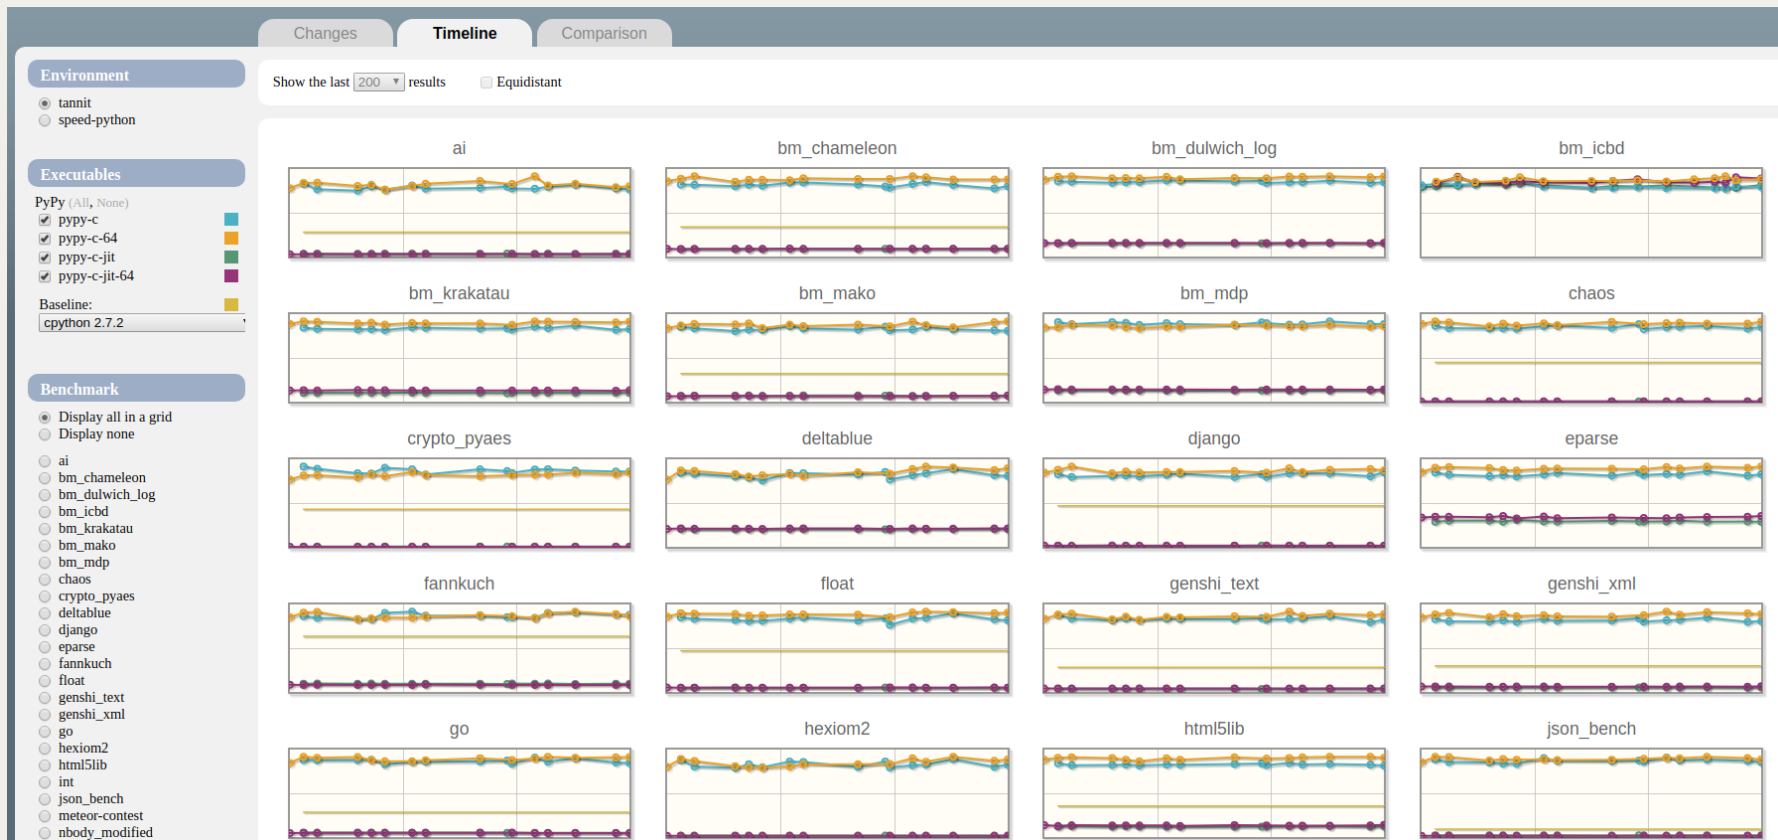 Changes
Timeline
Comparison
Environment
tannit
speed-python
Executables
PyPy (All, None)
pypy-c
pypy-c-64
pypy-c-jit
pypy-c-jit-64
Baseline:
cpython 2.7.2
Benchmark
Display all in a grid
Display none
ai
bm_chameleon
bm_dulwich_log
bm_icbd
bm_krakatau
bm_mako
bm_mdp
chaos
crypto_pyaes
deltablue
django
eparse
fannkuch
float
genshi_text
genshi_xml
go
hexiom2
html5lib
int
json_bench
meteor-contest
nbody_modified
Show the last 200 results
Equidistant
ai
bm_chameleon
bm_dulwich_log
bm_icbd
bm_krakatau
bm_mako
bm_mdp
chaos
crypto_pyaes
deltablue
django
eparse
fannkuch
float
genshi_text
genshi_xml
go
hexiom2
html5lib
json_bench